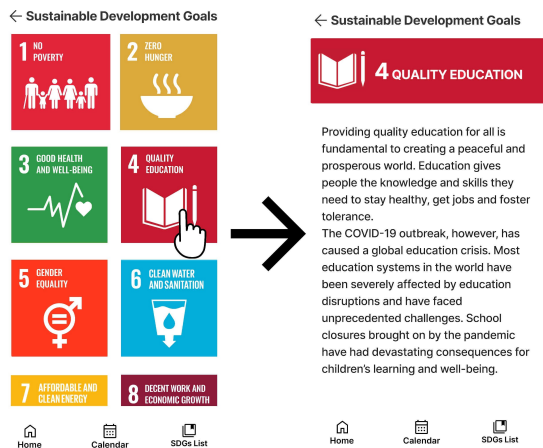 ← Sustainable Development Goals
1 NO
POVERTY
2 ZERO
HUNGER
3 GOOD HEALTH
AND WELL-BEING
4 QUALITY
EDUCATION
5 GENDER
EQUALITY
6 CLEAN WATER
AND SANITATION
7 AFFORDABLE AND
CLEAN ENERGY
8 DECENT WORK AND
ECONOMIC GROWTH
Home
Calendar
SDGs List
← Sustainable Development Goals
4 QUALITY EDUCATION
Providing quality education for all is
fundamental to creating a peaceful and
prosperous world. Education gives
people the knowledge and skills they
need to stay healthy, get jobs and foster
tolerance.
The COVID-19 outbreak, however, has
caused a global education crisis. Most
education systems in the world have
been severely affected by education
disruptions and have faced
unprecedented challenges. School
closures brought on by the pandemic
have had devastating consequences for
children's learning and well-being.
Home
Calendar
SDGs List